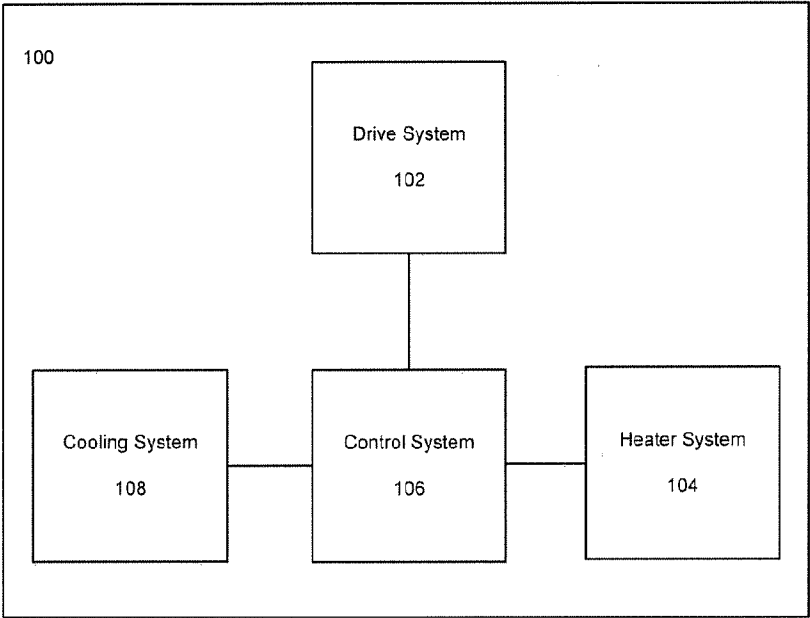 100
Drive System
102
Cooling System
108
Control System
106
Heater System
104